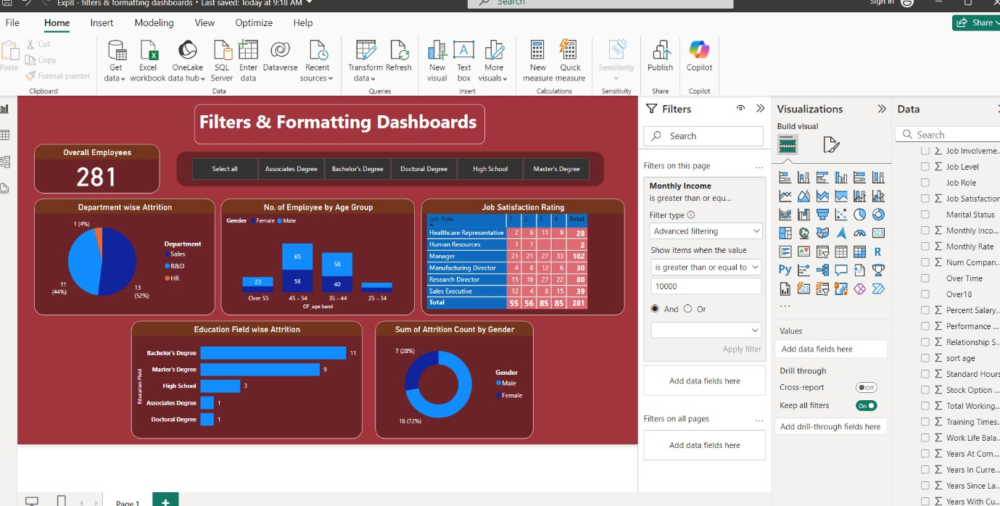 Exp8 - filters & formatting dashboards • Last saved: Today at 9:18 AM
Search
Sign in
File Home Insert Modeling View Optimize Help
Share
Paste
Cut
Copy
Format painter
Clipboard
Get data
Excel workbook
OneLake data hub
SQL Server
Enter data
Dataverse
Recent sources
Data
Transform data
Refresh
Queries
New visual
Text box
More visuals
Insert
New measure
Quick measure
Calculations
Sensitivity
Sensitivity
Publish
Share
Copilot
Copilot
Filters & Formatting Dashboards
Overall Employees
281
Select all Associates Degree Bachelor's Degree Doctoral Degree High School Master's Degree
Department wise Attrition
1 (4%)
11
(44%)
13
(52%)
Department
Sales
R&D
HR
No. of Employee by Age Group
Gender Female Male
23
65
56
58
40
Over 55 45 - 54 35 - 44 25 - 34
CF_age band
Job Satisfaction Rating
Job Role 1 2 3 4 Total
Healthcare Representative 2 6 11 9 28
Human Resources 1 1 2
Manager 21 21 27 33 102
Manufacturing Director 4 8 12 6 30
Research Director 15 16 27 22 80
Sales Executive 12 4 8 15 39
Total 55 56 85 85 281
Education Field wise Attrition
Education Field
Bachelor's Degree 11
Master's Degree 9
High School 3
Associates Degree 1
Doctoral Degree 1
Sum of Attrition Count by Gender
7 (28%)
18 (72%)
Gender
Male
Female
Page 1
+
Filters
Search
Filters on this page ...
Monthly Income
is greater than or equ...
Filter type
Advanced filtering
Show items when the value
is greater than or equal to
10000
And Or
Apply filter
Add data fields here
Filters on all pages ...
Add data fields here
Visualizations
Build visual
123
R
Py
...
Values
Add data fields here
Drill through
Cross-report Off
Keep all filters On
Add drill-through fields here
Data
Search
Job Involveme...
Job Level
Job Role
Job Satisfaction
Marital Status
Monthly Inco...
Monthly Rate
Num Compan...
Over Time
Over18
Percent Salary...
Performance ...
Relationship S...
sort age
Standard Hours
Stock Option ...
Total Working...
Training Times...
Work Life Bala...
Years At Com...
Years In Curre...
Years Since La...
Years With Cu...